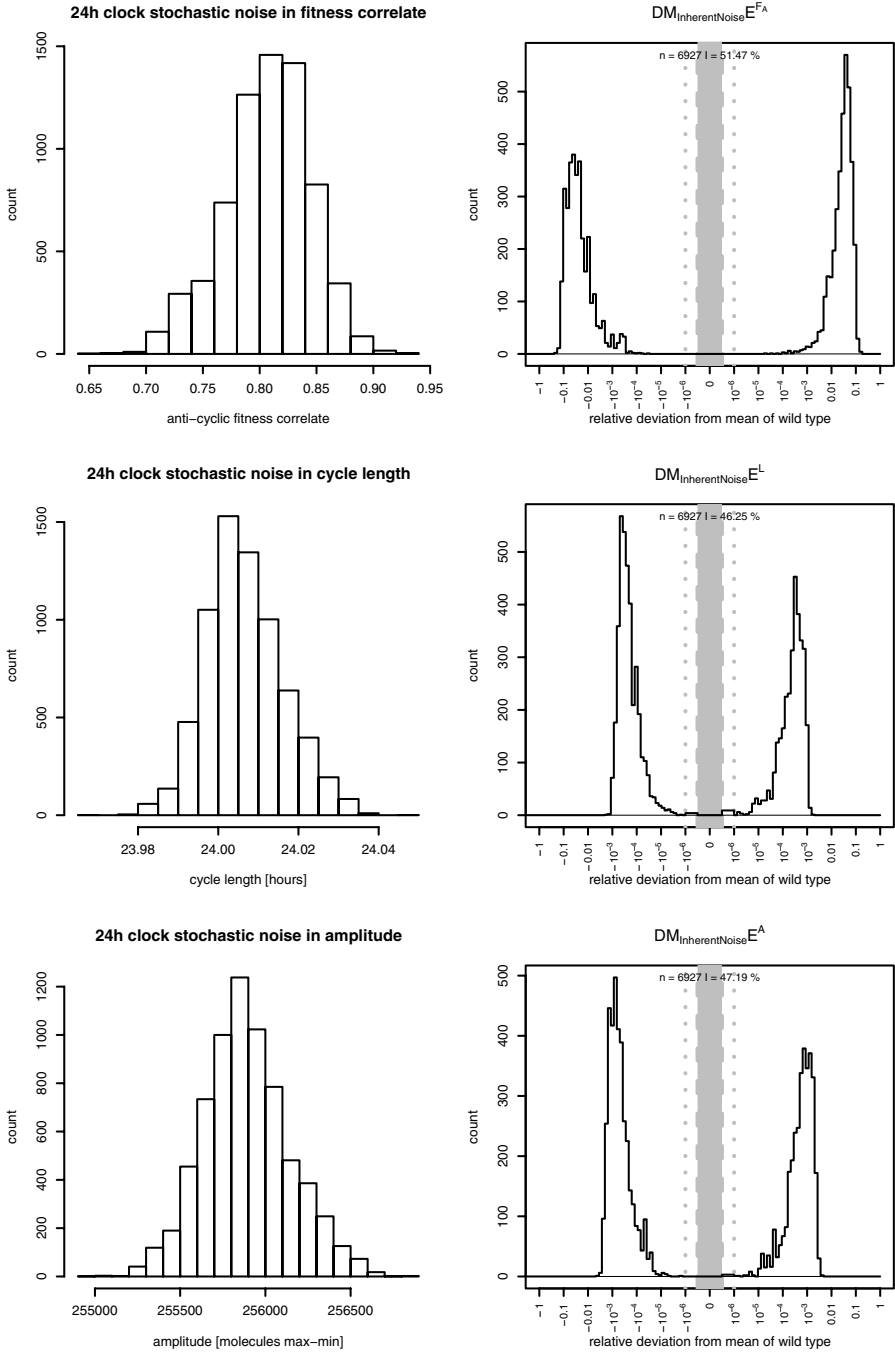 24h clock stochastic noise in fitness correlate
count
0
500
1000
1500
0.65 0.70 0.75 0.80 0.85 0.90 0.95
anti−cyclic fitness correlate
DM_InherentNoise E^F_A
n = 6927 I = 51.47 %
count
0
100
200
300
400
500
−1 −0.1 −0.01 −10^−3 −10^−4 −10^−5 −10^−6 0 10^−6 10^−5 10^−4 10^−3 0.01 0.1 1
relative deviation from mean of wild type
24h clock stochastic noise in cycle length
count
0
500
1000
1500
23.98 24.00 24.02 24.04
cycle length [hours]
DM_InherentNoise E^L
n = 6927 I = 46.25 %
count
0
100
200
300
400
500
−1 −0.1 −0.01 −10^−3 −10^−4 −10^−5 −10^−6 0 10^−6 10^−5 10^−4 10^−3 0.01 0.1 1
relative deviation from mean of wild type
24h clock stochastic noise in amplitude
count
0
200
400
600
800
1000
1200
255000 255500 256000 256500
amplitude [molecules max−min]
DM_InherentNoise E^A
n = 6927 I = 47.19 %
count
0
100
200
300
400
500
−1 −0.1 −0.01 −10^−3 −10^−4 −10^−5 −10^−6 0 10^−6 10^−5 10^−4 10^−3 0.01 0.1 1
relative deviation from mean of wild type